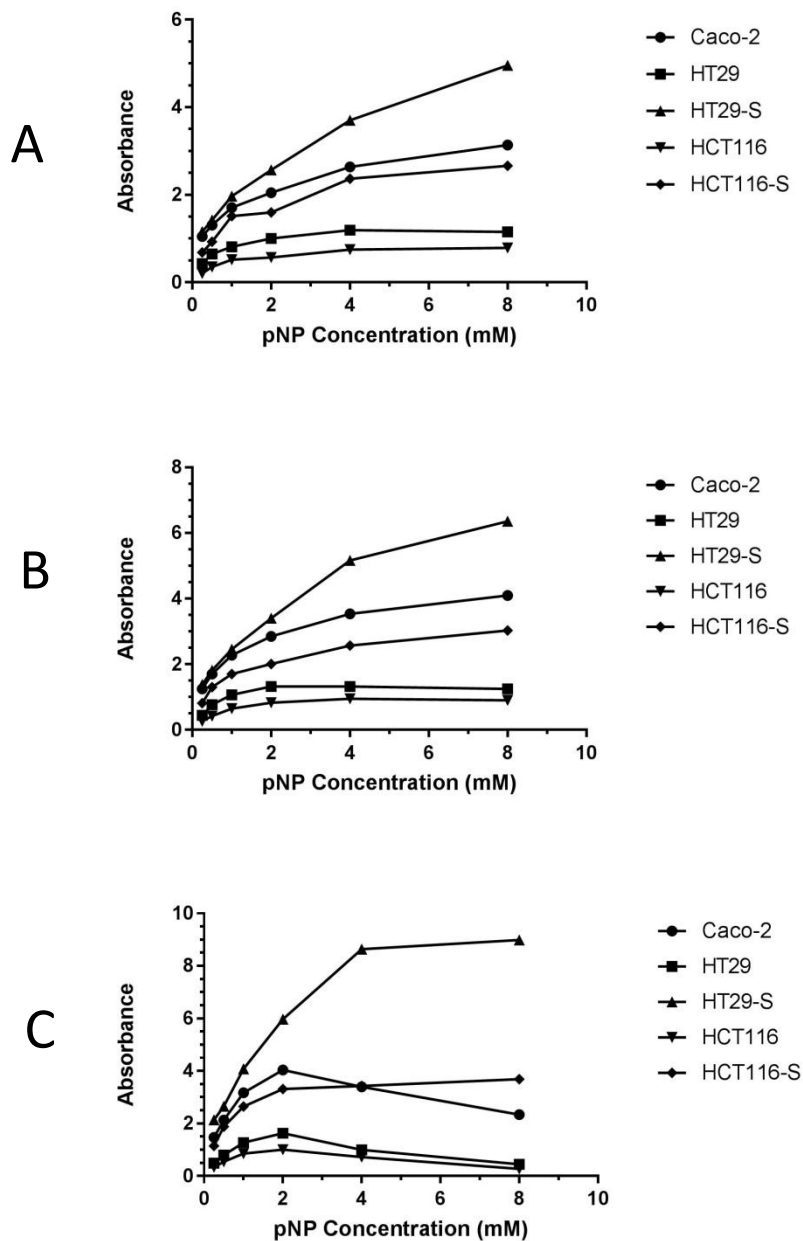 A
Absorbance
6
4
2
0
0 2 4 6 8 10
pNP Concentration (mM)
Caco-2
HT29
HT29-S
HCT116
HCT116-S
B
Absorbance
8
6
4
2
0
0 2 4 6 8 10
pNP Concentration (mM)
Caco-2
HT29
HT29-S
HCT116
HCT116-S
C
Absorbance
10
8
6
4
2
0
0 2 4 6 8 10
pNP Concentration (mM)
Caco-2
HT29
HT29-S
HCT116
HCT116-S